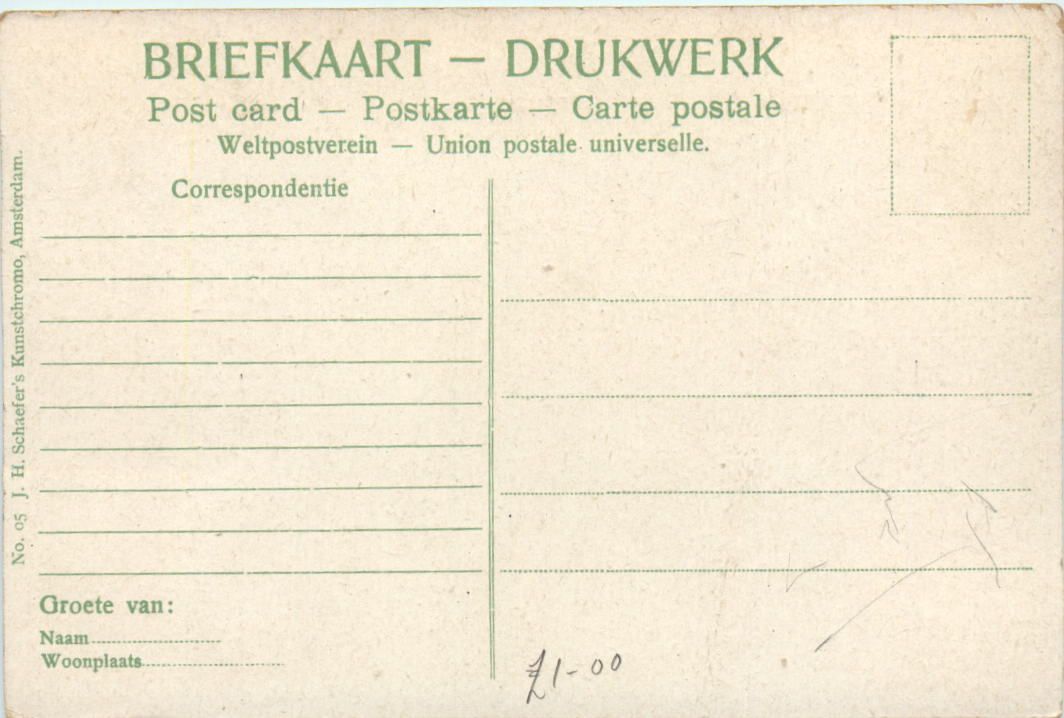 BRIEFKAART — DRUKWERK
Post card — Postkarte — Carte postale
Weltpostverein — Union postale universelle.
Correspondentie
No. 05 J. H. Schaefer's Kunstchromo, Amsterdam.
Groete van:
Naam
Woonplaats
£1-00